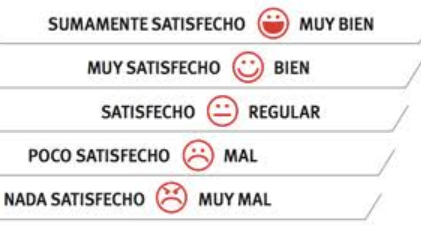 SUMAMENTE SATISFECHO MUY BIEN
MUY SATISFECHO BIEN
SATISFECHO REGULAR
POCO SATISFECHO MAL
NADA SATISFECHO MUY MAL